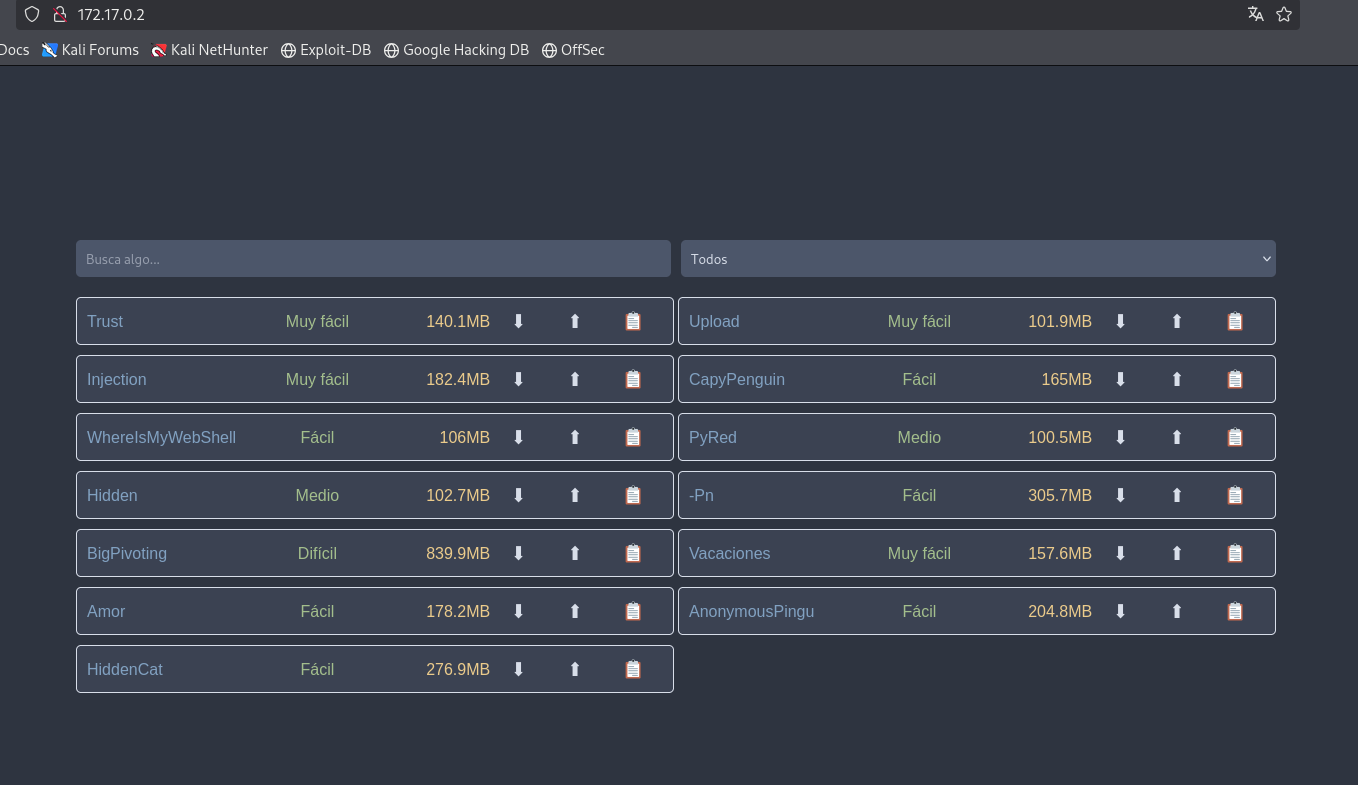 172.17.0.2
Docs Kali Forums Kali NetHunter Exploit-DB Google Hacking DB OffSec
Busca algo... Todos
Trust Muy fácil 140.1MB Upload Muy fácil 101.9MB
Injection Muy fácil 182.4MB CapyPenguin Fácil 165MB
WhereIsMyWebShell Fácil 106MB PyRed Medio 100.5MB
Hidden Medio 102.7MB -Pn Fácil 305.7MB
BigPivoting Difícil 839.9MB Vacaciones Muy fácil 157.6MB
Amor Fácil 178.2MB AnonymousPingu Fácil 204.8MB
HiddenCat Fácil 276.9MB